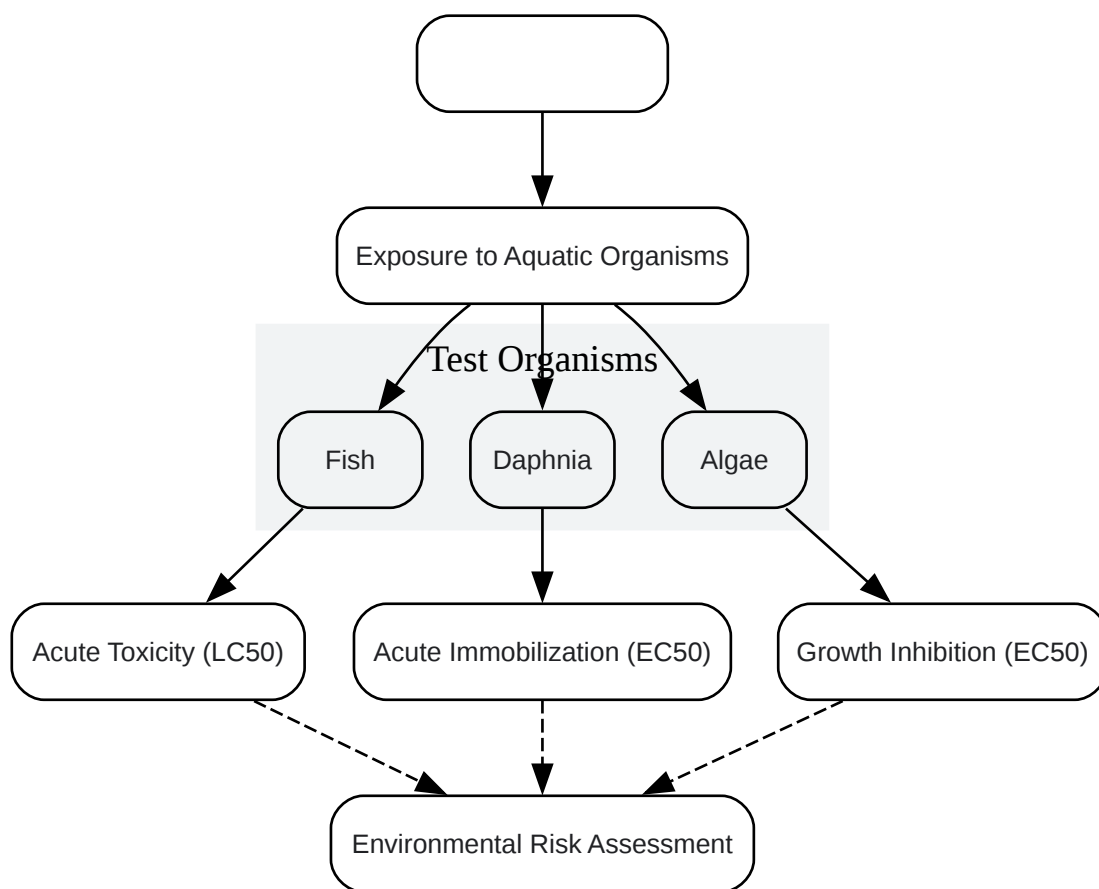 Exposure to Aquatic Organisms
Test Organisms
Fish
Daphnia
Algae
Acute Toxicity (LC50)
Acute Immobilization (EC50)
Growth Inhibition (EC50)
Environmental Risk Assessment